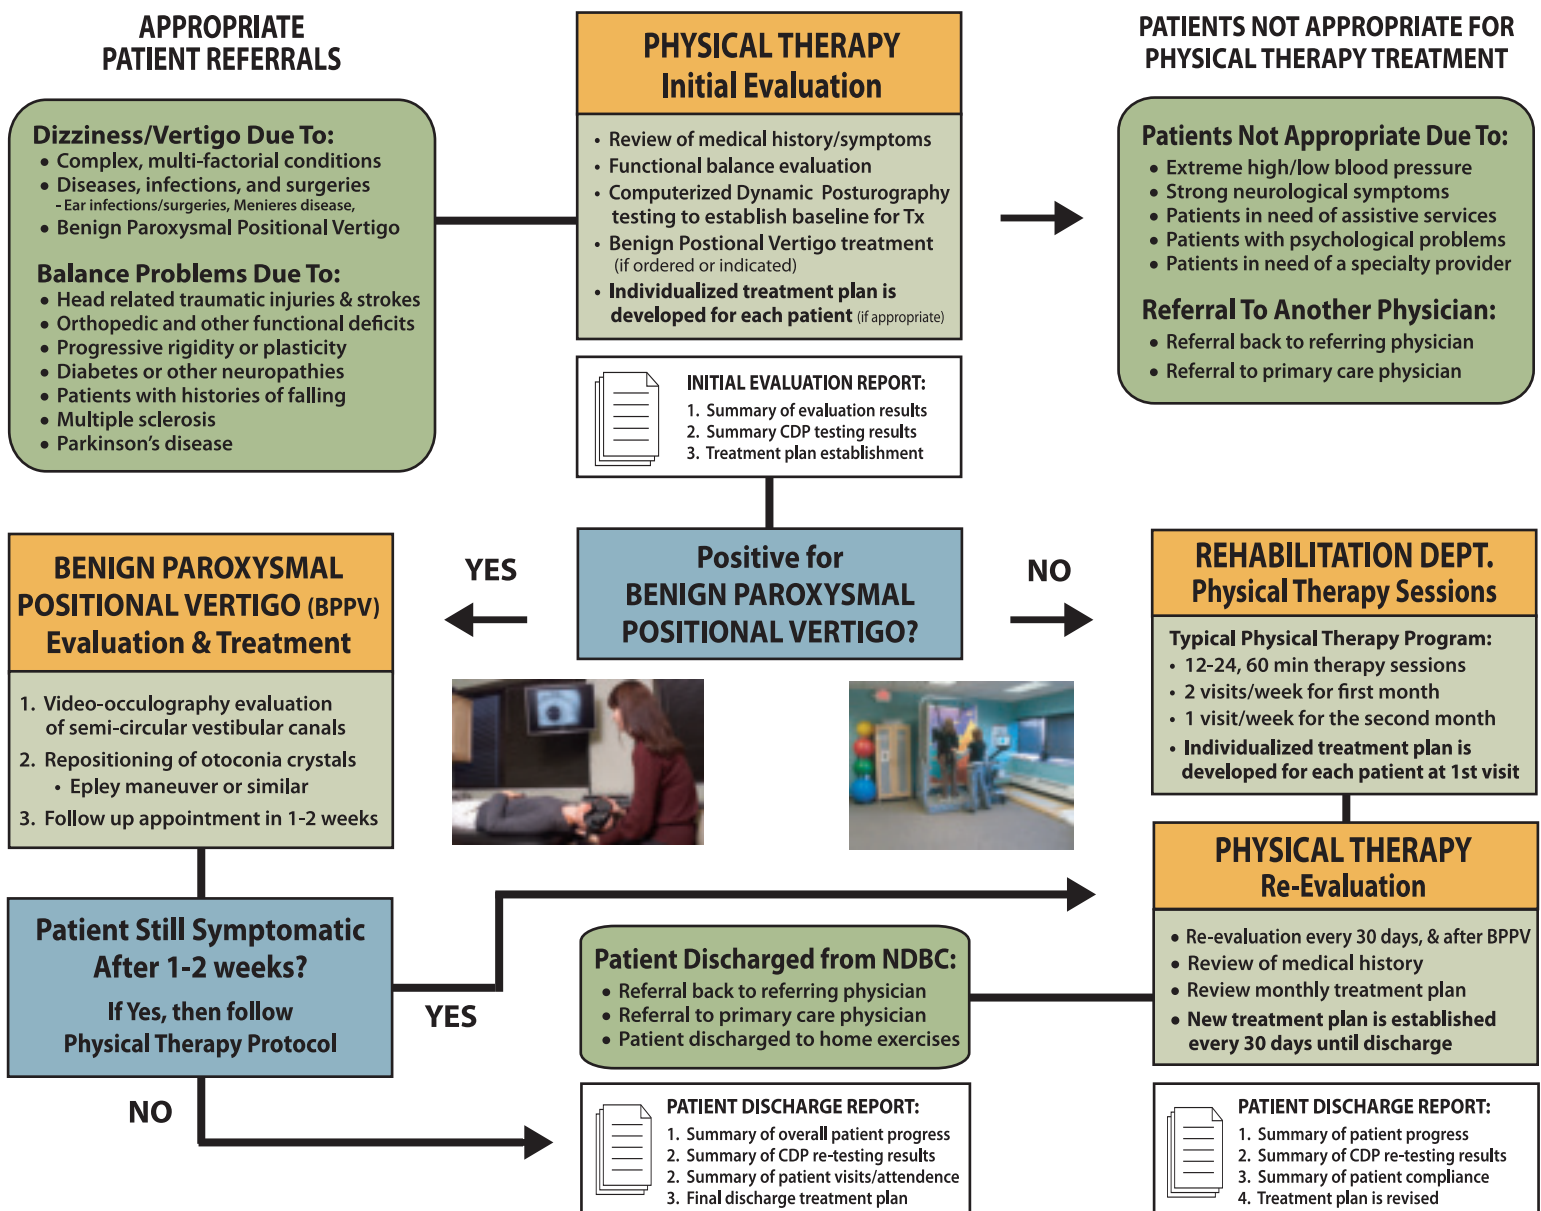 APPROPRIATE
PATIENT REFERRALS
Dizziness/Vertigo Due To:
• Complex, multi-factorial conditions
• Diseases, infections, and surgeries
- Ear infections/surgeries, Menieres disease,
• Benign Paroxysmal Positional Vertigo
Balance Problems Due To:
• Head related traumatic injuries & strokes
• Orthopedic and other functional deficits
• Progressive rigidity or plasticity
• Diabetes or other neuropathies
• Patients with histories of falling
• Multiple sclerosis
• Parkinson's disease
PHYSICAL THERAPY
Initial Evaluation
• Review of medical history/symptoms
• Functional balance evaluation
• Computerized Dynamic Posturography
testing to establish baseline for Tx
• Benign Postional Vertigo treatment
(if ordered or indicated)
• Individualized treatment plan is
developed for each patient (if appropriate)
INITIAL EVALUATION REPORT:
1. Summary of evaluation results
2. Summary CDP testing results
3. Treatment plan establishment
PATIENTS NOT APPROPRIATE FOR
PHYSICAL THERAPY TREATMENT
Patients Not Appropriate Due To:
• Extreme high/low blood pressure
• Strong neurological symptoms
• Patients in need of assistive services
• Patients with psychological problems
• Patients in need of a specialty provider
Referral To Another Physician:
• Referral back to referring physician
• Referral to primary care physician
Positive for
BENIGN PAROXYSMAL
POSITIONAL VERTIGO?
YES
NO
BENIGN PAROXYSMAL
POSITIONAL VERTIGO (BPPV)
Evaluation & Treatment
1. Video-occulography evaluation
of semi-circular vestibular canals
2. Repositioning of otoconia crystals
• Epley maneuver or similar
3. Follow up appointment in 1-2 weeks
REHABILITATION DEPT.
Physical Therapy Sessions
Typical Physical Therapy Program:
• 12-24, 60 min therapy sessions
• 2 visits/week for first month
• 1 visit/week for the second month
• Individualized treatment plan is
developed for each patient at 1st visit
PHYSICAL THERAPY
Re-Evaluation
• Re-evaluation every 30 days, & after BPPV
• Review of medical history
• Review monthly treatment plan
• New treatment plan is established
every 30 days until discharge
Patient Still Symptomatic
After 1-2 weeks?
If Yes, then follow
Physical Therapy Protocol
YES
NO
Patient Discharged from NDBC:
• Referral back to referring physician
• Referral to primary care physician
• Patient discharged to home exercises
PATIENT DISCHARGE REPORT:
1. Summary of overall patient progress
2. Summary of CDP re-testing results
2. Summary of patient visits/attendence
3. Final discharge treatment plan
PATIENT DISCHARGE REPORT:
1. Summary of patient progress
2. Summary of CDP re-testing results
3. Summary of patient compliance
4. Treatment plan is revised